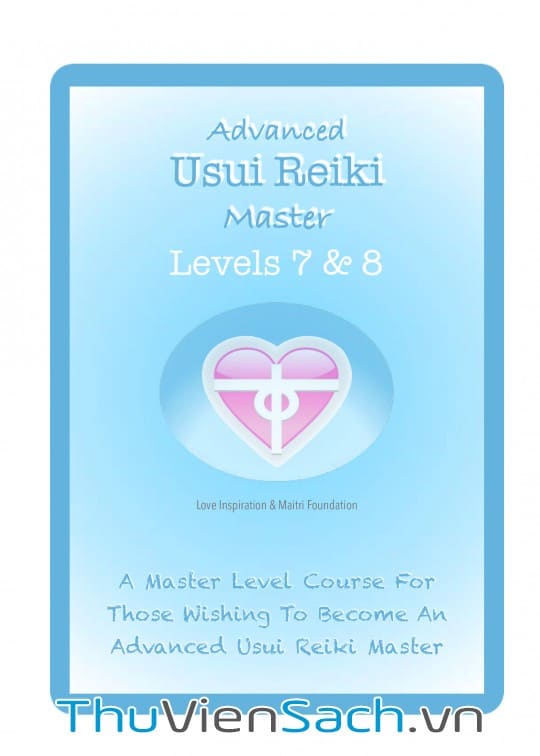 Advanced
Usui Reiki
Master
Levels 7 & 8
Love Inspiration & Maitri Foundation
A Master Level Course For
Those Wishing To Become An
Advanced Usui Reiki Master
ThuVienSach.vn